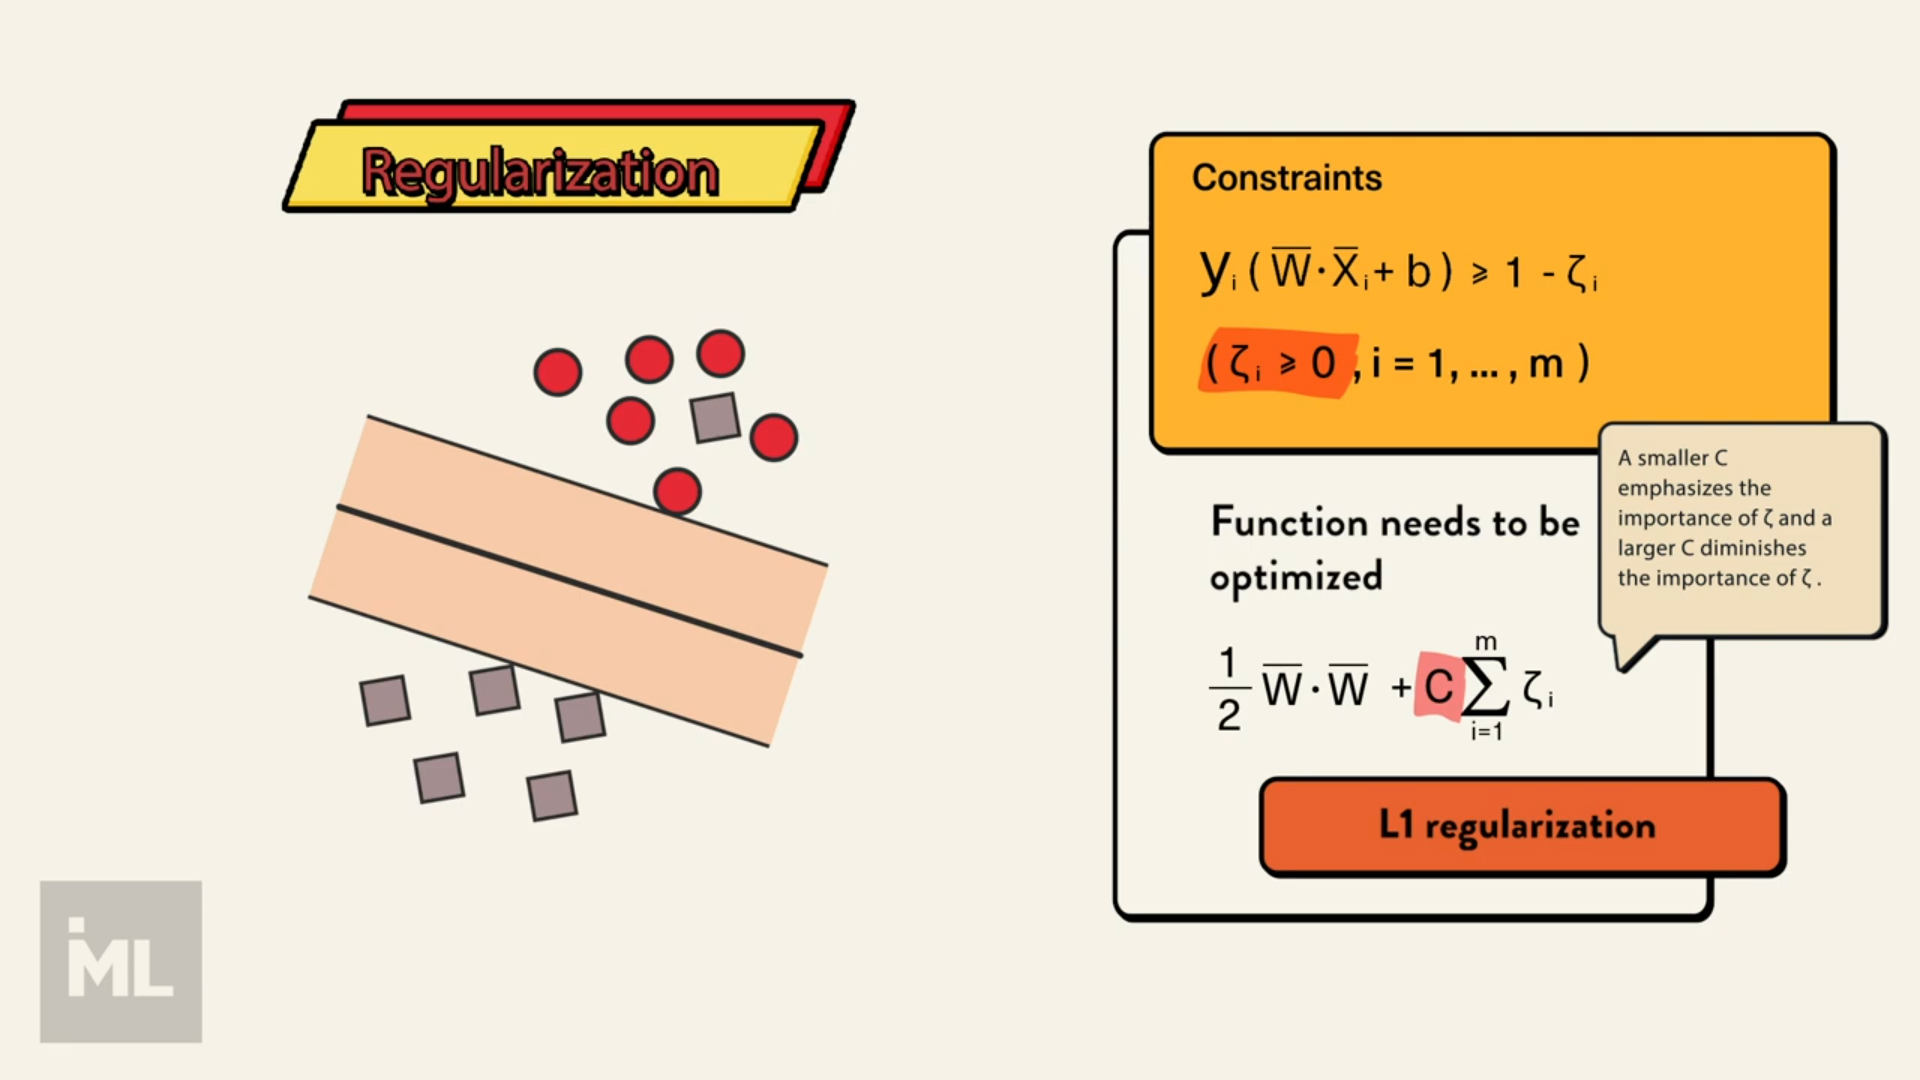 Regularization
Constraints
yᵢ ( W̅ · X̅ᵢ + b ) ⩾ 1 - ζᵢ
( ζᵢ ⩾ 0 , i = 1, ... , m )
A smaller C
emphasizes the
importance of ζ and a
larger C diminishes
the importance of ζ .
Function needs to be
optimized
m
1/2 W̅ · W̅ + C ∑ ζᵢ
i=1
L1 regularization
iML